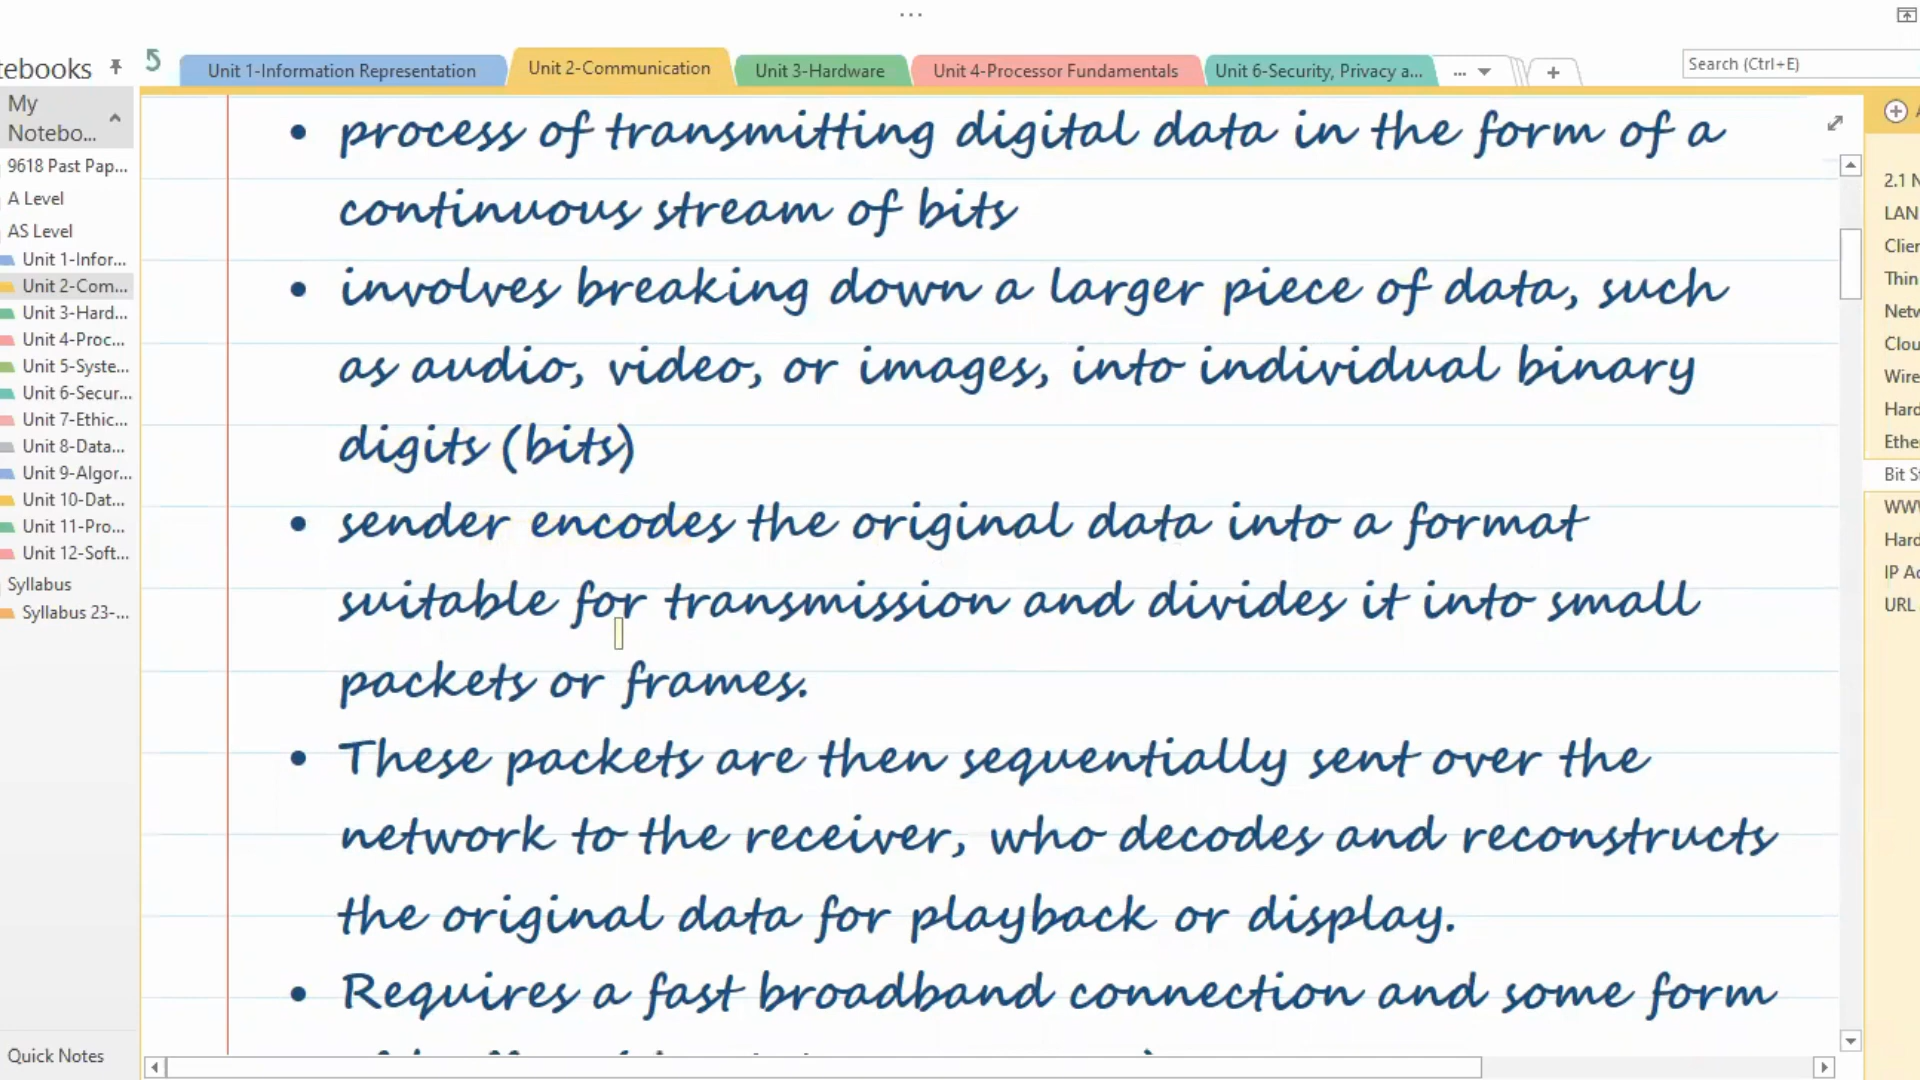 ...
tebooks
Unit 1-Information Representation
Unit 2-Communication
Unit 3-Hardware
Unit 4-Processor Fundamentals
Unit 6-Security, Privacy a...
...
+
Search (Ctrl+E)
My
Notebo...
9618 Past Pap...
A Level
AS Level
Unit 1-Infor...
Unit 2-Com...
Unit 3-Hard...
Unit 4-Proc...
Unit 5-Syste...
Unit 6-Secur...
Unit 7-Ethic...
Unit 8-Data...
Unit 9-Algor...
Unit 10-Dat...
Unit 11-Pro...
Unit 12-Soft...
Syllabus
Syllabus 23-...
Quick Notes
• process of transmitting digital data in the form of a
continuous stream of bits
• involves breaking down a larger piece of data, such
as audio, video, or images, into individual binary
digits (bits)
• sender encodes the original data into a format
suitable for transmission and divides it into small
packets or frames.
• These packets are then sequentially sent over the
network to the receiver, who decodes and reconstructs
the original data for playback or display.
• Requires a fast broadband connection and some form
2.1 N
LAN
Clier
Thin
Netw
Clou
Wire
Hard
Ethe
Bit S
WWW
Hard
IP Ac
URL